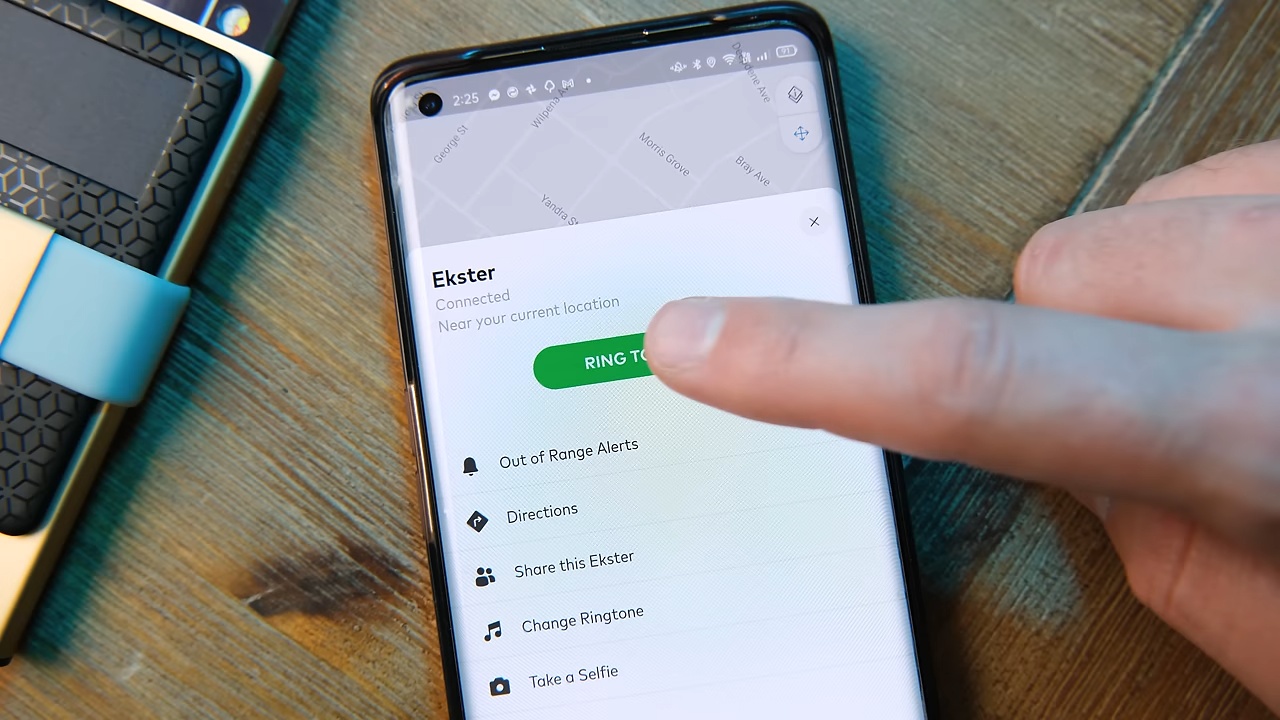 2:25
91
George St
Wilpena Ave
Morris Grove
Bray Ave
Yandra St
Ekster
Connected
Near your current location
RING TO
Out of Range Alerts
Directions
Share this Ekster
Change Ringtone
Take a Selfie